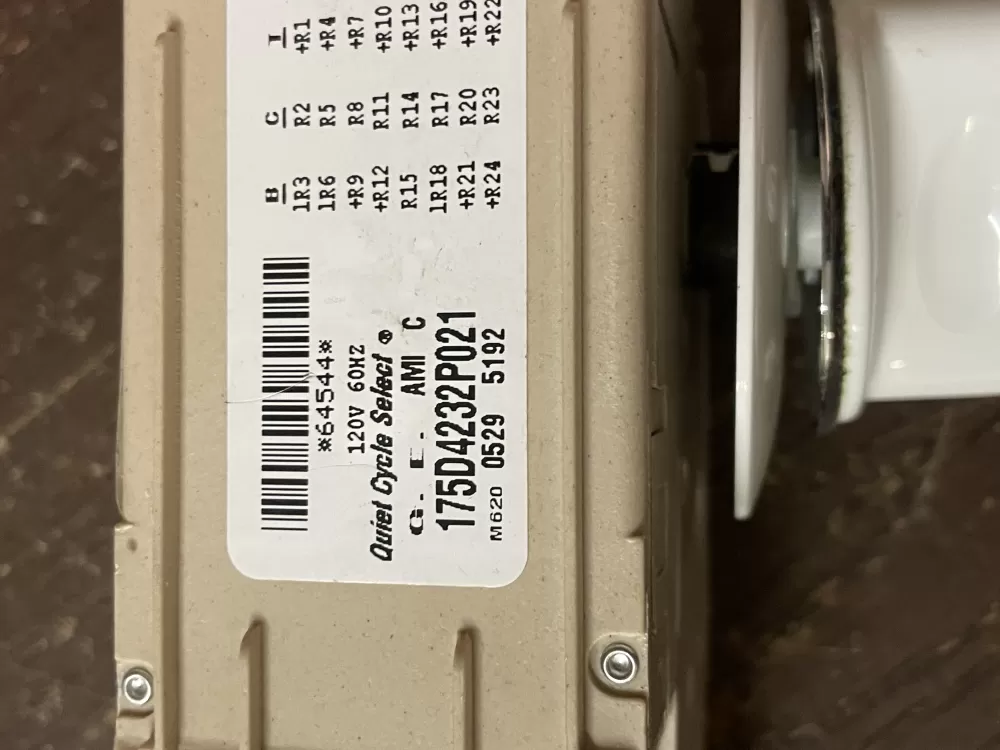 *64544*
120V 60HZ
Quiet Cycle Select ®
G. E. AMI C
175D4232P021
M620 0529 5192
B C I
1R3 R2 +R1
1R6 R5 +R4
+R9 R8 +R7
+R12 R11 +R10
R15 R14 +R13
1R18 R17 +R16
+R21 R20 +R19
+R24 R23 +R22